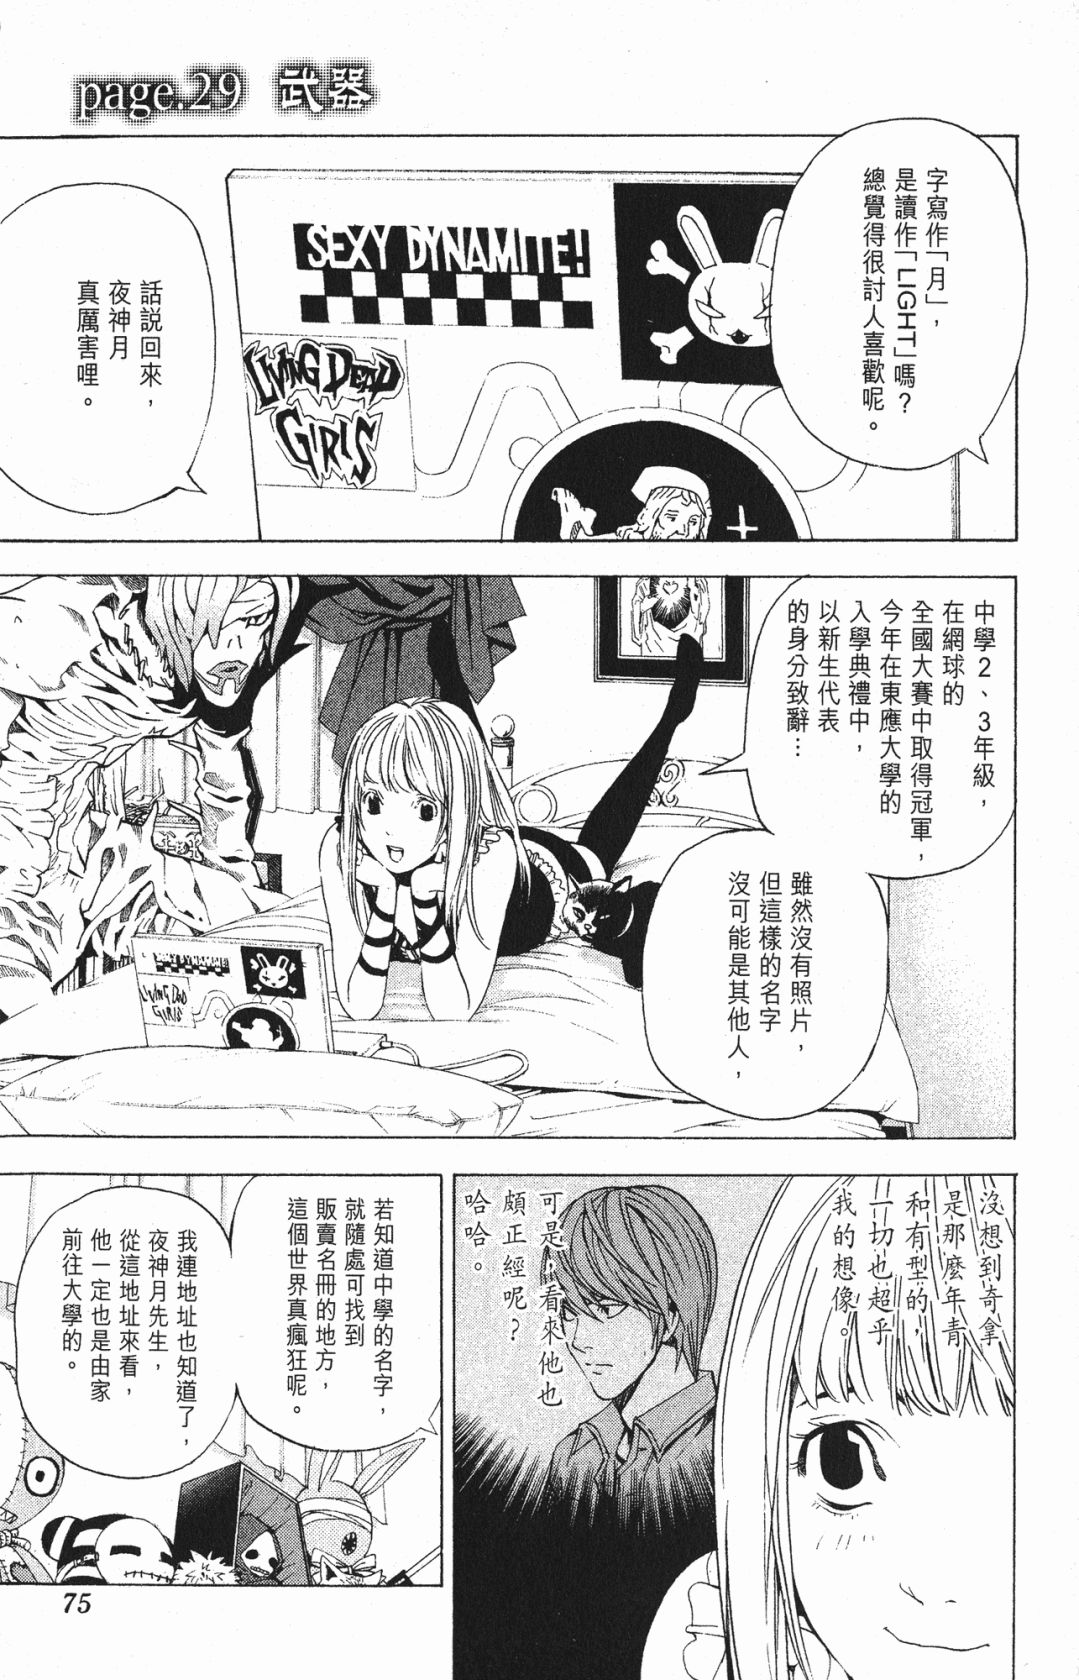 page.29 武器
字寫作「月」，
是讀作「LIGHT」嗎？
總覺得很討人喜歡呢。
SEXY DYNAMITE!
LIVING DEAD
GIRLS
話說回來，
夜神月
真厲害哩。
中學2、3年級，
在網球的
全國大賽中取得冠軍，
今年在東應大學的
入學典禮中，
以新生代表
的身分致辭…
雖然沒有照片，
但這樣的名字
沒可能是其他人，
SEXY DYNAMITE!
LIVING DEAD
GIRLS
沒想到奇拿
是那麼年青
和有型的，
一切也超乎
我的想像。
可是，看來他也
頗正經呢？
哈哈。
若知道中學的名字，
就隨處可找到
販賣名冊的地方，
這個世界真瘋狂呢。
我連地址也知道了，
夜神月先生，
從這地址來看，
他一定也是由家
前往大學的。
75